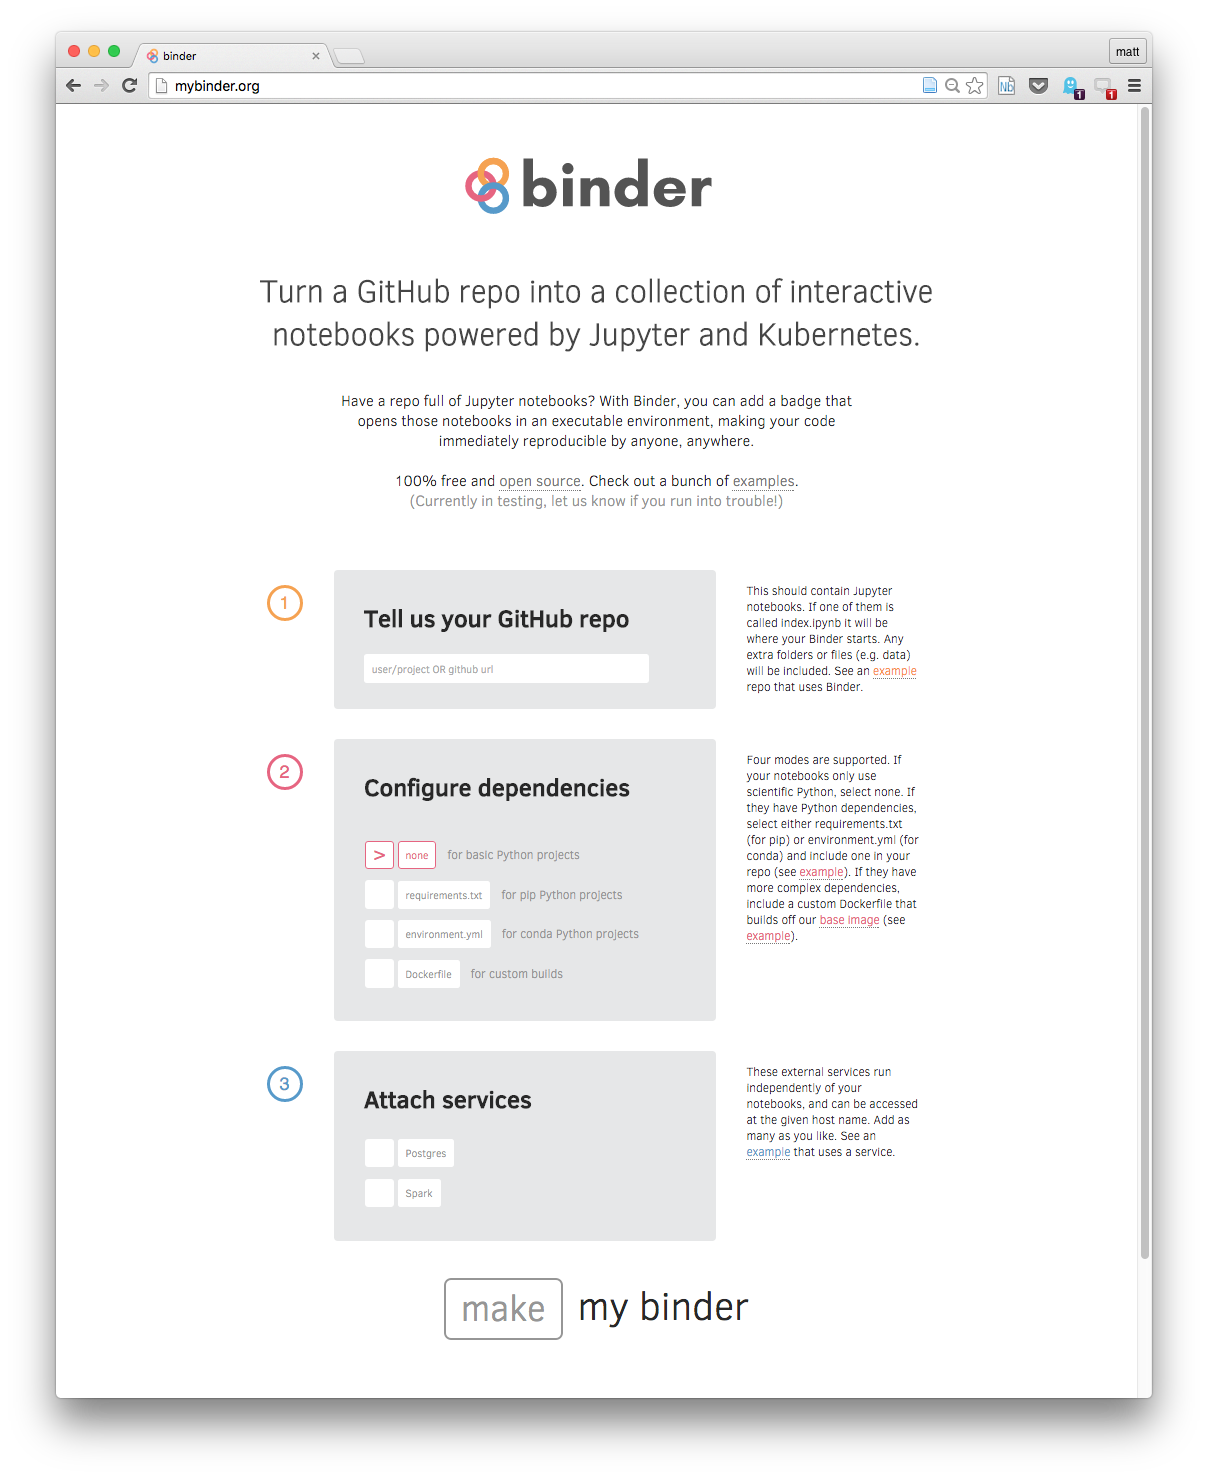 binder
matt
mybinder.org
Nb
1
1
binder
Turn a GitHub repo into a collection of interactive
notebooks powered by Jupyter and Kubernetes.
Have a repo full of Jupyter notebooks? With Binder, you can add a badge that
opens those notebooks in an executable environment, making your code
immediately reproducible by anyone, anywhere.
100% free and open source. Check out a bunch of examples.
(Currently in testing, let us know if you run into trouble!)
1
Tell us your GitHub repo
user/project OR github url
This should contain Jupyter
notebooks. If one of them is
called index.ipynb it will be
where your Binder starts. Any
extra folders or files (e.g. data)
will be included. See an example
repo that uses Binder.
2
Configure dependencies
> none for basic Python projects
requirements.txt for pip Python projects
environment.yml for conda Python projects
Dockerfile for custom builds
Four modes are supported. If
your notebooks only use
scientific Python, select none. If
they have Python dependencies,
select either requirements.txt
(for pip) or environment.yml (for
conda) and include one in your
repo (see example). If they have
more complex dependencies,
include a custom Dockerfile that
builds off our base image (see
example).
3
Attach services
Postgres
Spark
These external services run
independently of your
notebooks, and can be accessed
at the given host name. Add as
many as you like. See an
example that uses a service.
make my binder